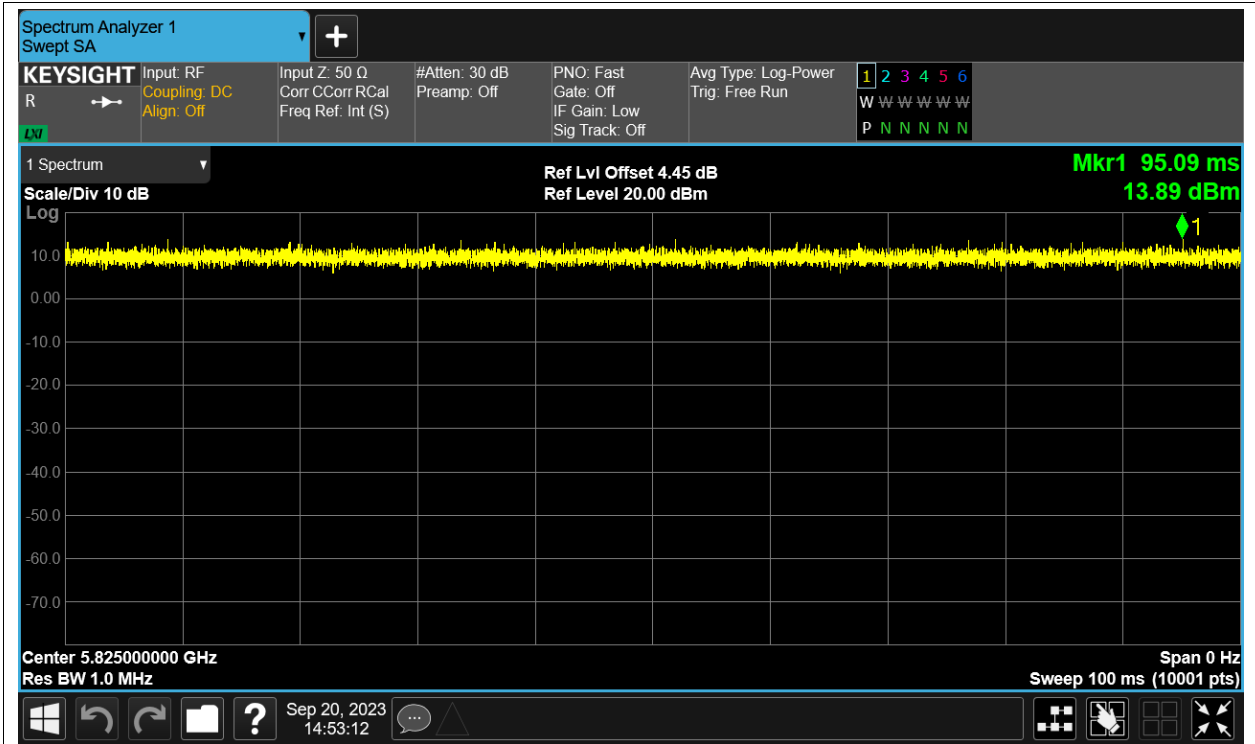 Spectrum Analyzer 1
Swept SA
KEYSIGHT
R
LXI
Input: RF
Coupling: DC
Align: Off
Input Z: 50 Ω
Corr CCorr RCal
Freq Ref: Int (S)
#Atten: 30 dB
Preamp: Off
PNO: Fast
Gate: Off
IF Gain: Low
Sig Track: Off
Avg Type: Log-Power
Trig: Free Run
1 2 3 4 5 6
W W W W W W
P N N N N N
1 Spectrum
Scale/Div 10 dB
Log
Ref Lvl Offset 4.45 dB
Ref Level 20.00 dBm
Mkr1 95.09 ms
13.89 dBm
1
10.0
0.00
-10.0
-20.0
-30.0
-40.0
-50.0
-60.0
-70.0
Center 5.825000000 GHz
Res BW 1.0 MHz
Span 0 Hz
Sweep 100 ms (10001 pts)
?
Sep 20, 2023
14:53:12